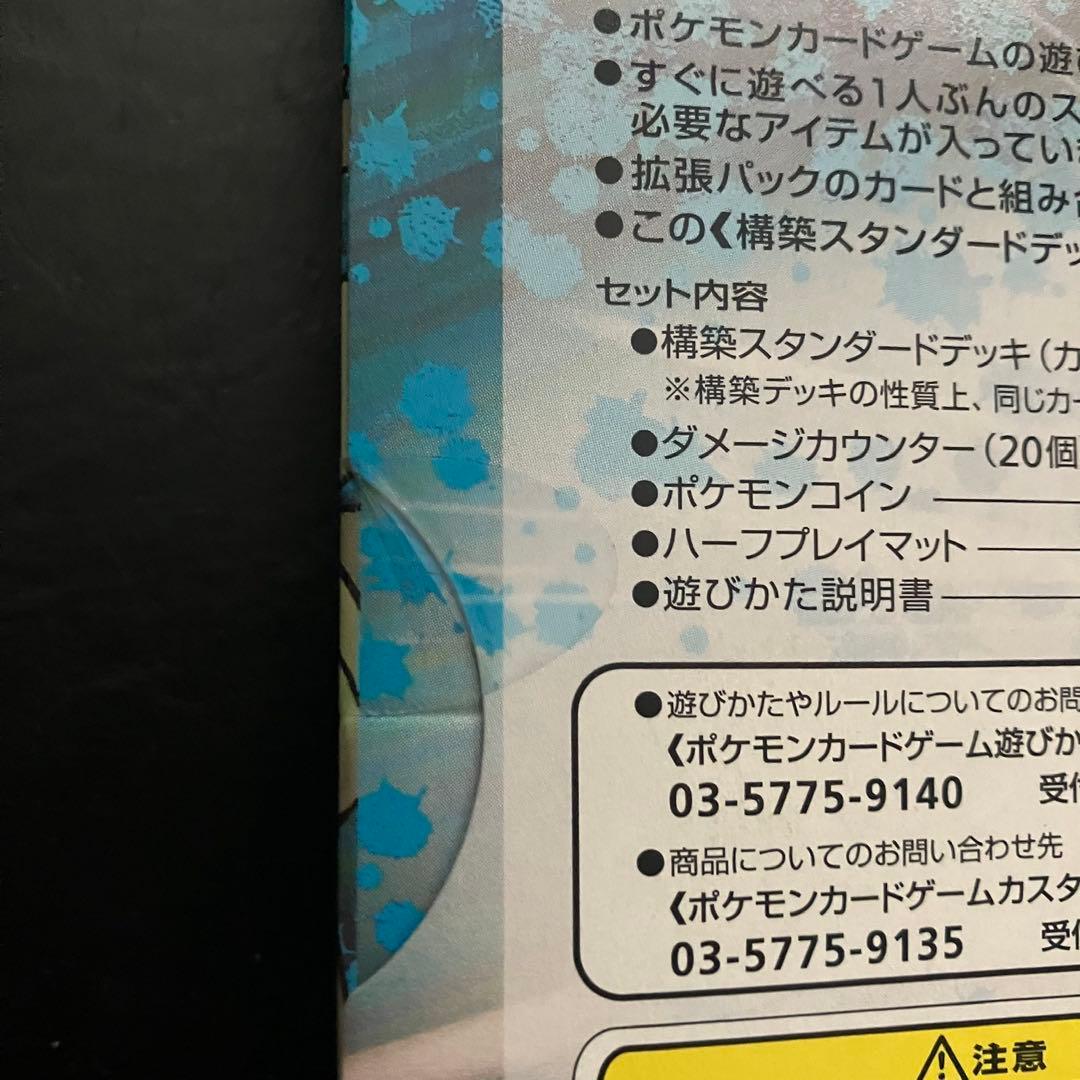 ●ポケモンカードゲームの遊
●すぐに遊べる1人ぶんのス
必要なアイテムが入ってい
●拡張パックのカードと組み
●この《構築スタンダードデッ
セット内容
●構築スタンダードデッキ(カ
※構築デッキの性質上、同じカー
●ダメージカウンター(20個
●ポケモンコイン
●ハーフプレイマット
●遊びかた説明書
●遊びかたやルールについてのお問
《ポケモンカードゲーム遊びか
03-5775-9140 受付
●商品についてのお問い合わせ先
《ポケモンカードゲームカスタ
03-5775-9135 受付
⚠注意